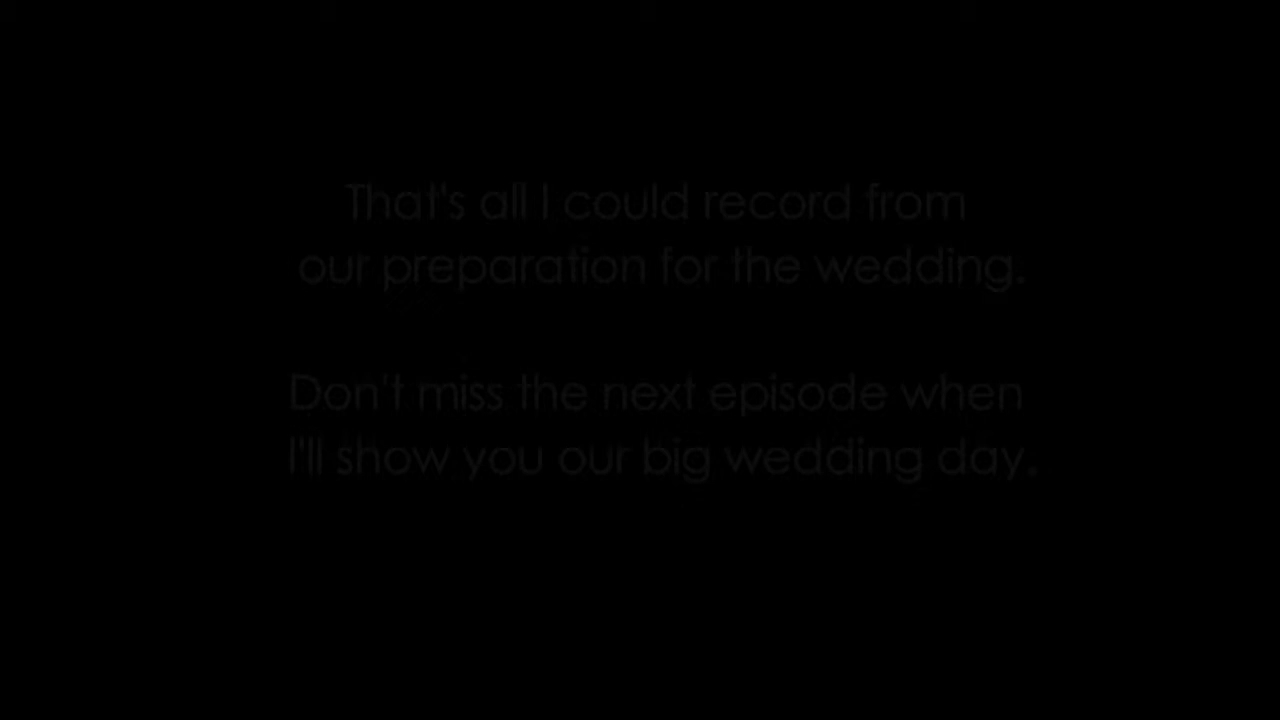 That's all I could record from
our preparation for the wedding.
Don't miss the next episode when
I'll show you our big wedding day.